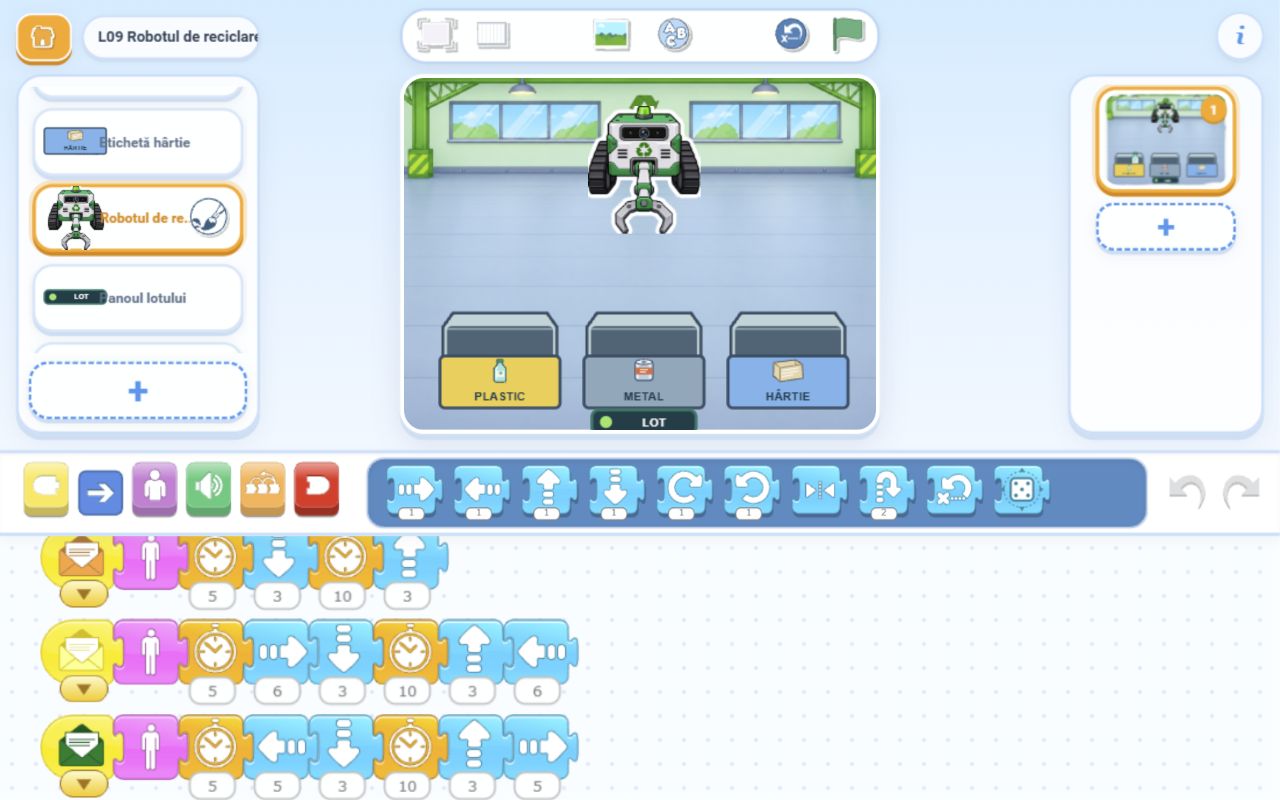 L09 Robotul de reciclare
A B C
i
HÂRTIE
Etichetă hârtie
Robotul de re...
LOT
Panoul lotului
PLASTIC
METAL
HÂRTIE
LOT
1
1 1 1 1 1 1 2
5 3 10 3
5 6 3 10 3 6
5 5 3 10 3 5